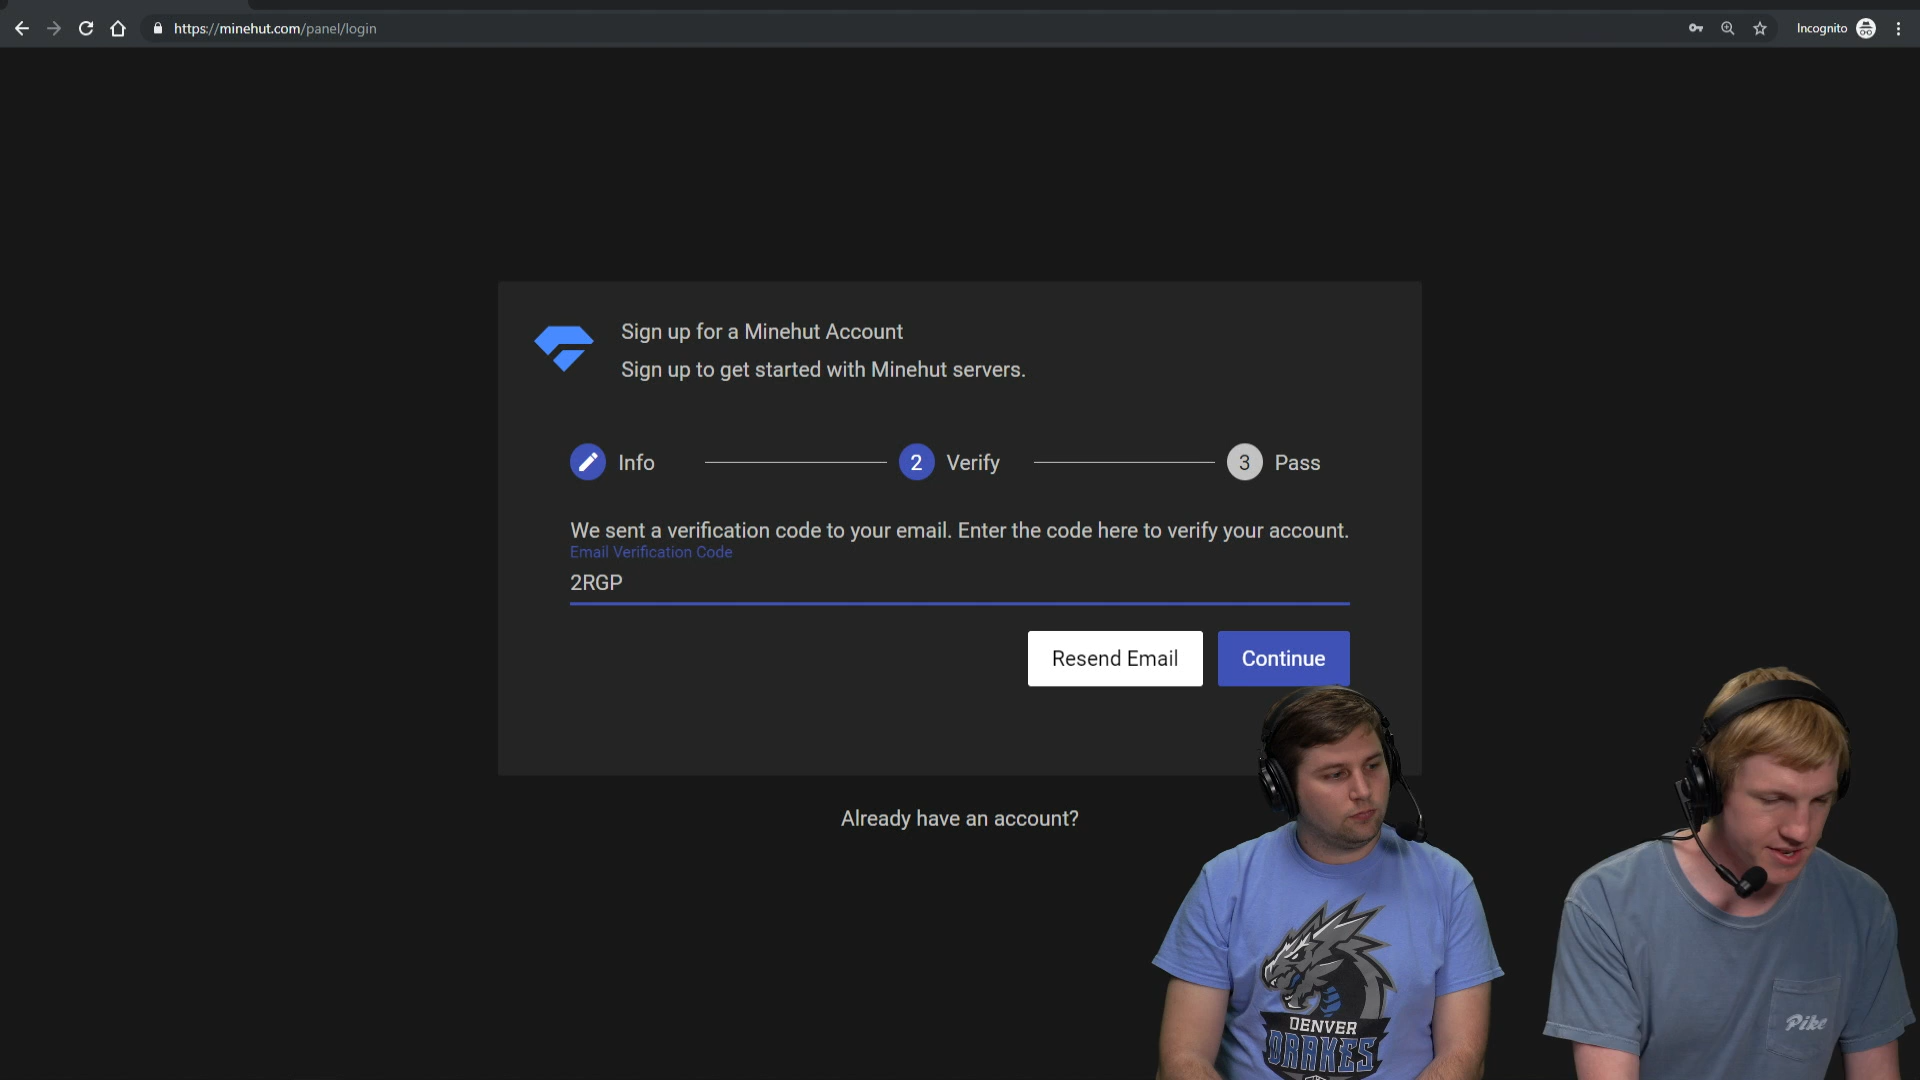 https://minehut.com/panel/login
Incognito
Sign up for a Minehut Account
Sign up to get started with Minehut servers.
Info
2
Verify
3
Pass
We sent a verification code to your email. Enter the code here to verify your account.
Email Verification Code
2RGP
Resend Email
Continue
Already have an account?
DENVER
DRAKES
Pike